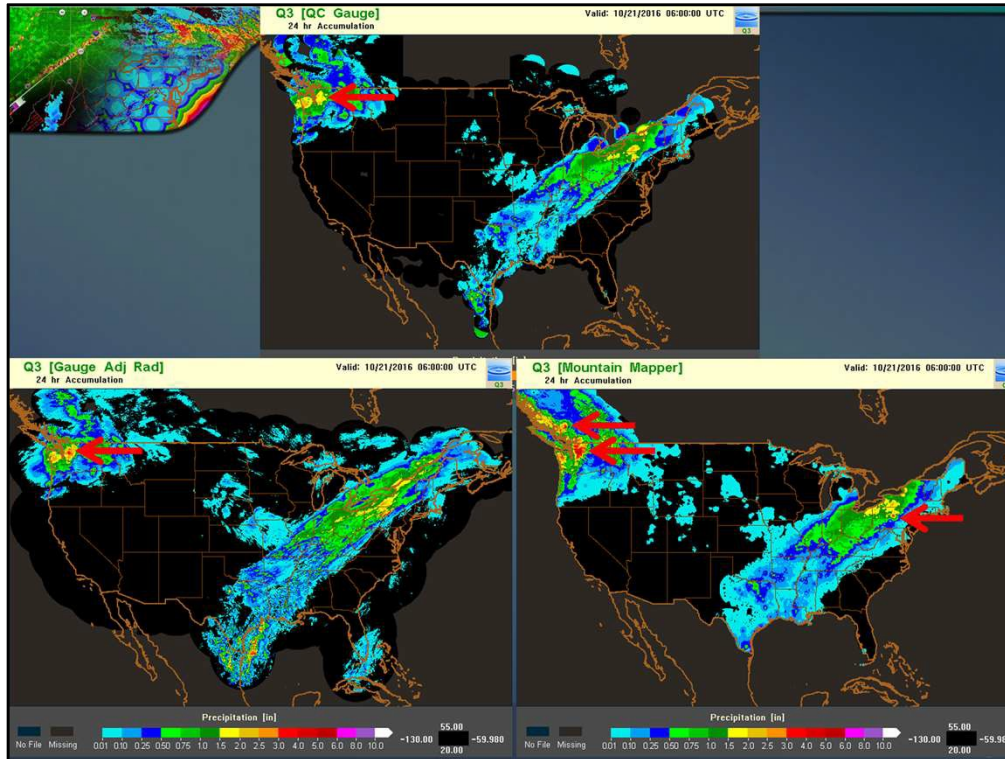 Q3 [QC Gauge]
Valid: 10/21/2016 06:00:00 UTC
24 hr Accumulation
Q3
Q3 [Gauge Adj Rad]
Valid: 10/21/2016 06:00:00 UTC
24 hr Accumulation
Q3
Q3 [Mountain Mapper]
Valid: 10/21/2016 06:00:00 UTC
24 hr Accumulation
Q3
Precipitation [in]
No File Missing
0.01 0.10 0.25 0.50 0.75 1.0 1.5 2.0 2.5 3.0 4.0 5.0 6.0 8.0 10.0
55.00
-130.00 -59.980
20.00
Precipitation [in]
No File Missing
0.01 0.10 0.25 0.50 0.75 1.0 1.5 2.0 2.5 3.0 4.0 5.0 6.0 8.0 10.0
55.00
-130.00 -59.98
20.00